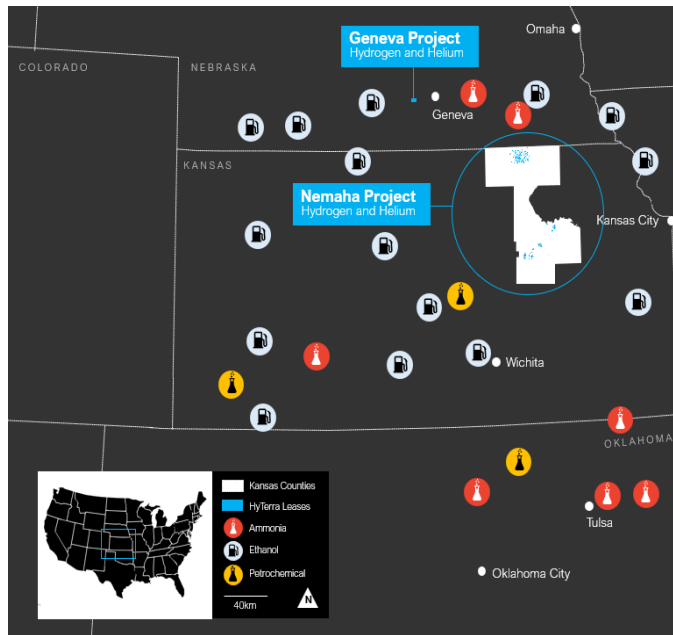 Omaha
Geneva Project
Hydrogen and Helium
COLORADO
NEBRASKA
Geneva
KANSAS
Nemaha Project
Hydrogen and Helium
Kansas City
Wichita
OKLAHOMA
Tulsa
Oklahoma City
Kansas Counties
HyTerra Leases
Ammonia
Ethanol
Petrochemical
40km
N